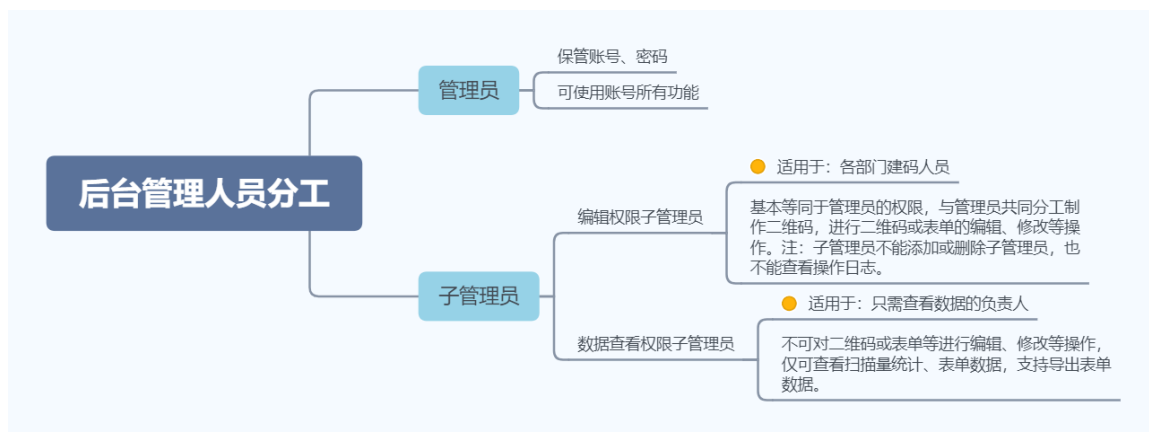 后台管理人员分工
管理员
保管账号、密码
可使用账号所有功能
子管理员
编辑权限子管理员
适用于：各部门建码人员
基本等同于管理员的权限，与管理员共同分工制
作二维码，进行二维码或表单的编辑、修改等操
作。注：子管理员不能添加或删除子管理员，也
不能查看操作日志。
数据查看权限子管理员
适用于：只需查看数据的负责人
不可对二维码或表单等进行编辑、修改等操作，
仅可查看扫描量统计、表单数据，支持导出表单
数据。